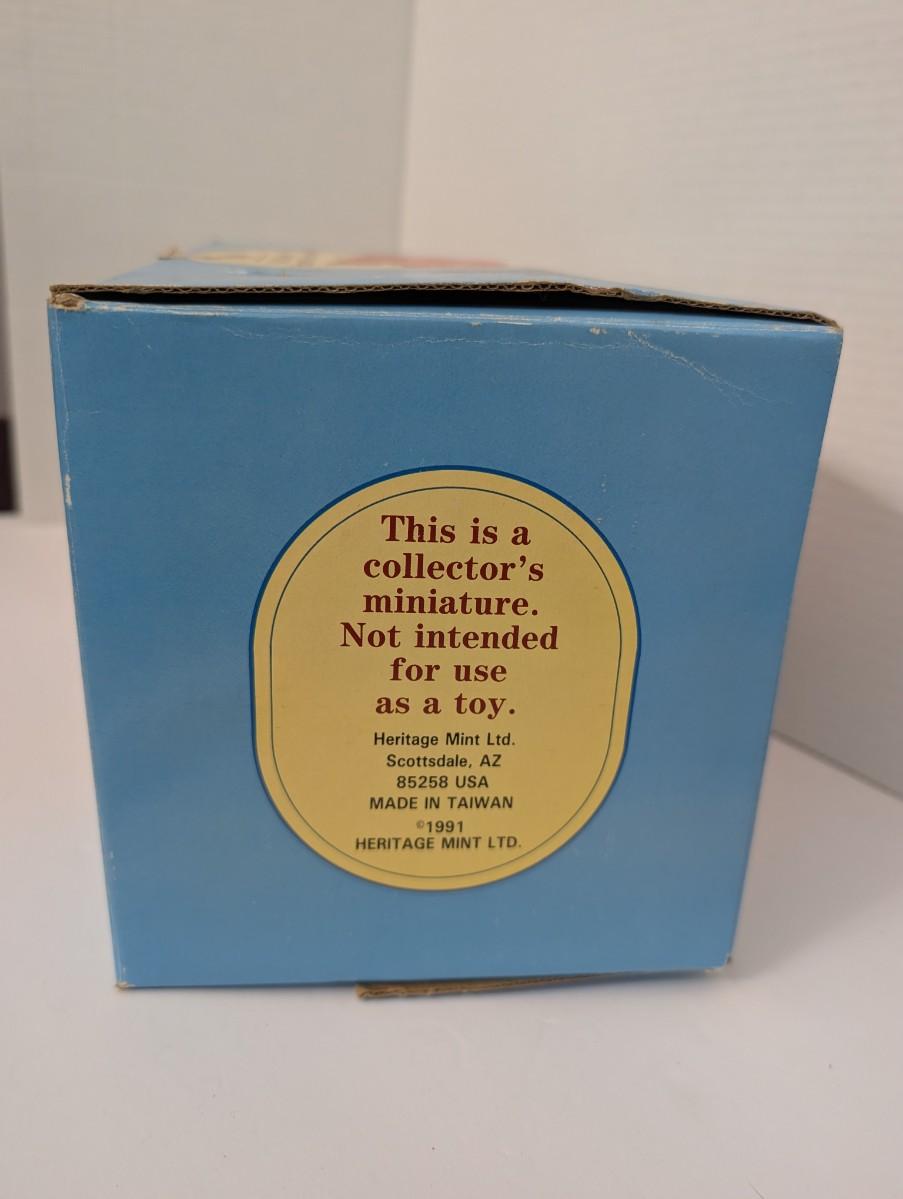 This is a
collector's
miniature.
Not intended
for use
as a toy.
Heritage Mint Ltd.
Scottsdale, AZ
85258 USA
MADE IN TAIWAN
©1991
HERITAGE MINT LTD.